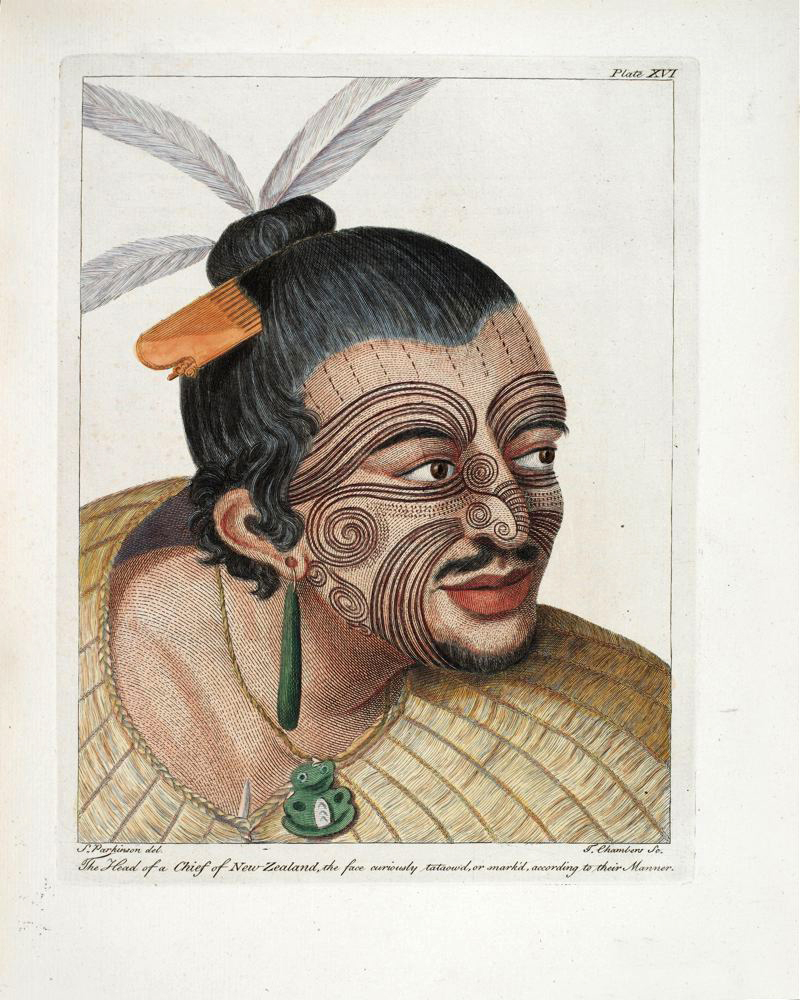 Plate XVI
S. Parkinson del.
T. Chambers Sc.
The Head of a Chief of New-Zealand, the face curiously tataowd, or mark'd, according to their Manner.